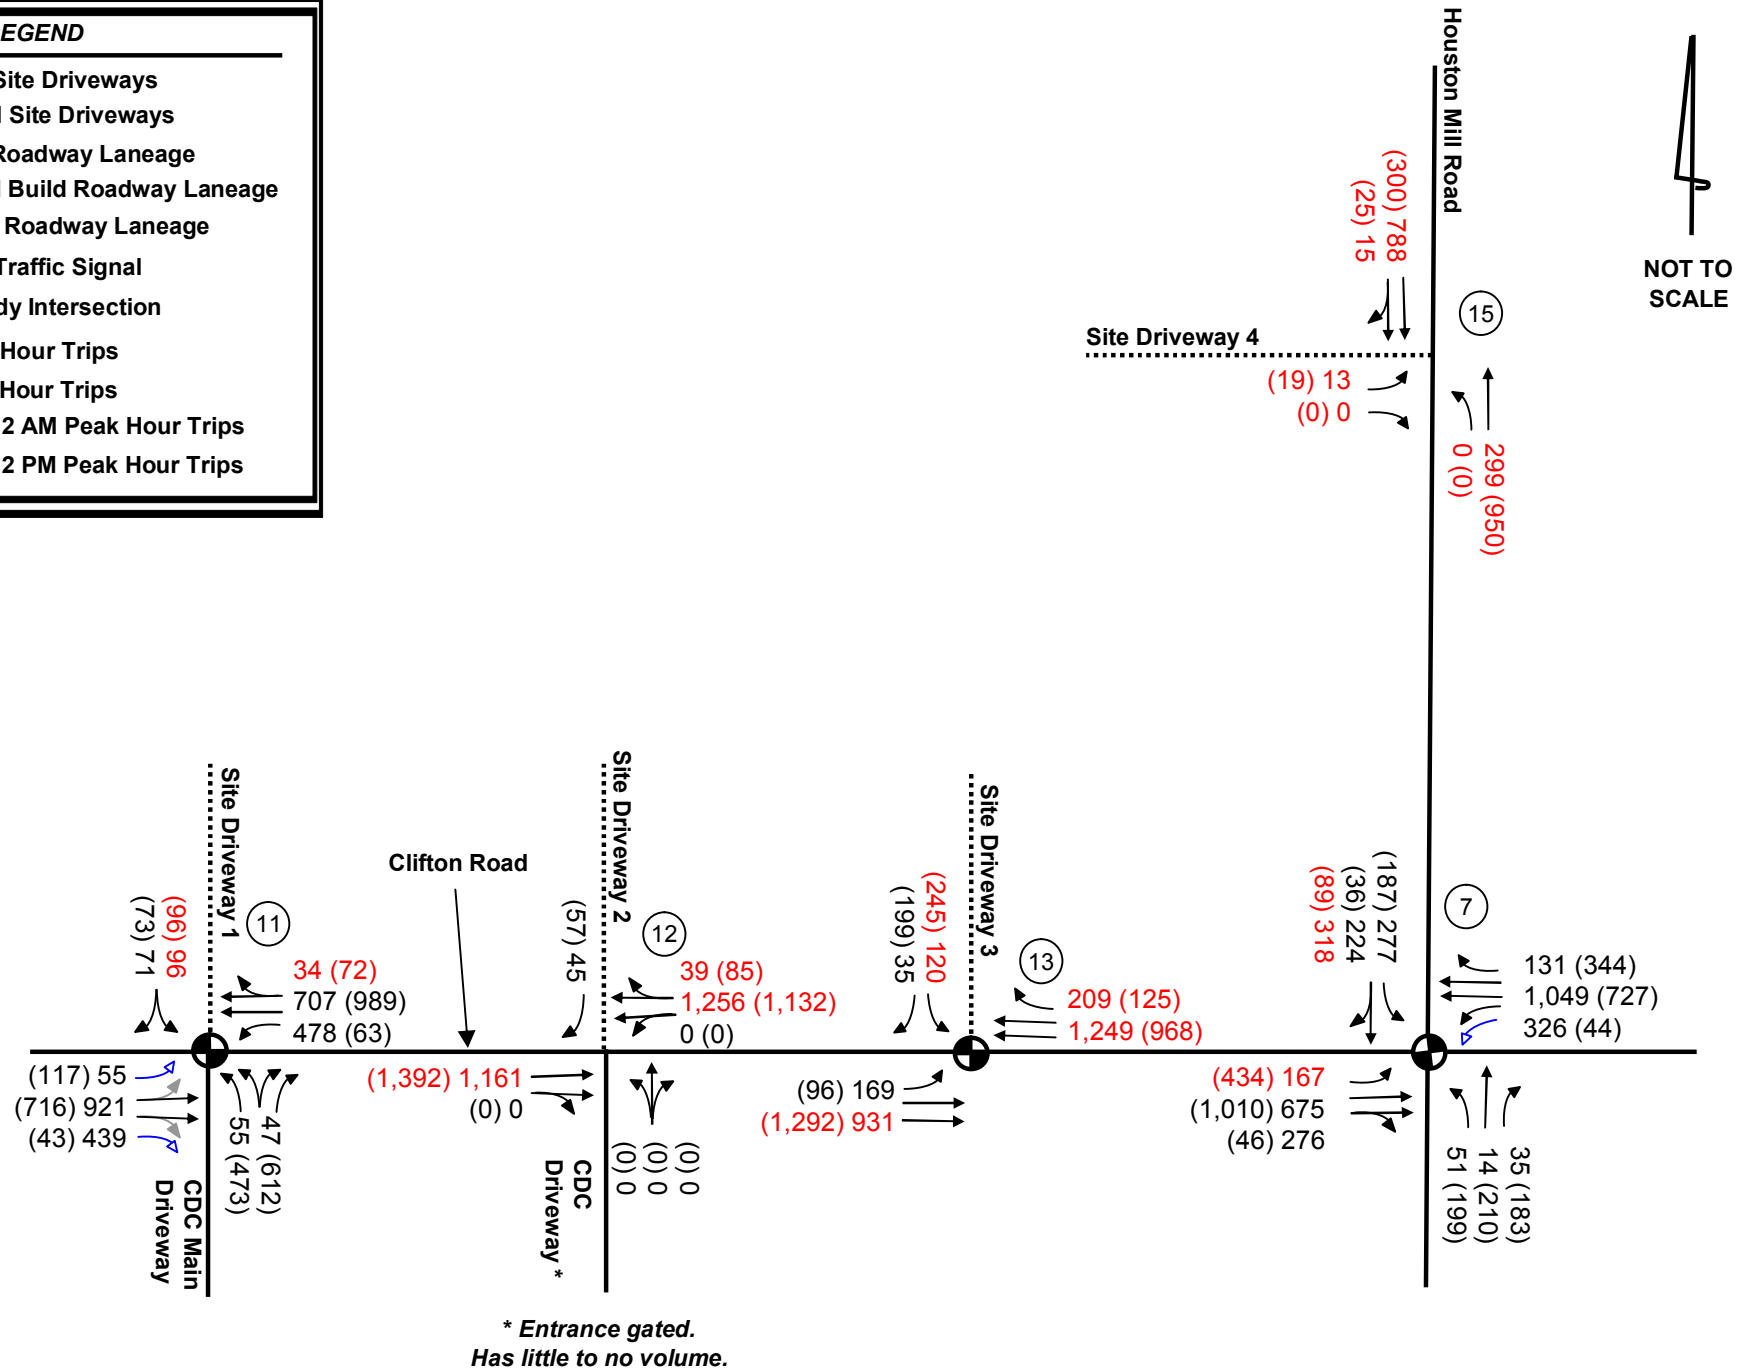 EGEND
Site Driveways
Site Driveways
Roadway Laneage
Build Roadway Laneage
Roadway Laneage
Traffic Signal
dy Intersection
Hour Trips
Hour Trips
2 AM Peak Hour Trips
2 PM Peak Hour Trips
Houston Mill Road
NOT TO
SCALE
(300) 788
(25) 15
15
Site Driveway 4
(19) 13
(0) 0
299 (950)
0 (0)
Site Driveway 1
(96) 96
(73) 71
11
34 (72)
707 (989)
478 (63)
(117) 55
(716) 921
(43) 439
47 (612)
55 (473)
CDC Main
Driveway
Clifton Road
Site Driveway 2
(57) 45
12
39 (85)
1,256 (1,132)
0 (0)
(1,392) 1,161
(0) 0
(0) 0
(0) 0
(0) 0
CDC
Driveway *
Site Driveway 3
(245) 120
(199) 35
13
209 (125)
1,249 (968)
(96) 169
(1,292) 931
(187) 277
(36) 224
(89) 318
7
131 (344)
1,049 (727)
326 (44)
(434) 167
(1,010) 675
(46) 276
35 (183)
14 (210)
51 (199)
* Entrance gated.
Has little to no volume.